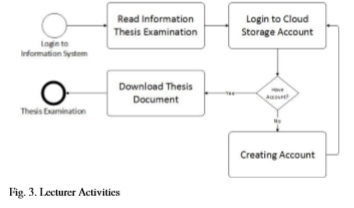 Login to
Information System
Read Information
Thesis Examination
Login to Cloud
Storage Account
Have
Account?
Yes
Download Thesis
Document
Thesis Examination
No
Creating Account
Fig. 3. Lecturer Activities